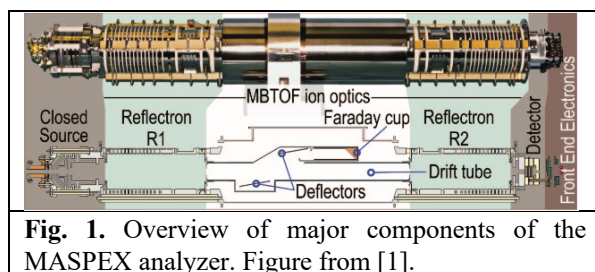 MBTOF ion optics
Closed
Source
Reflectron
R1
Faraday cup
Reflectron
R2
Detector
Front End Electronics
Drift tube
Deflectors
Fig. 1. Overview of major components of the
MASPEX analyzer. Figure from [1].